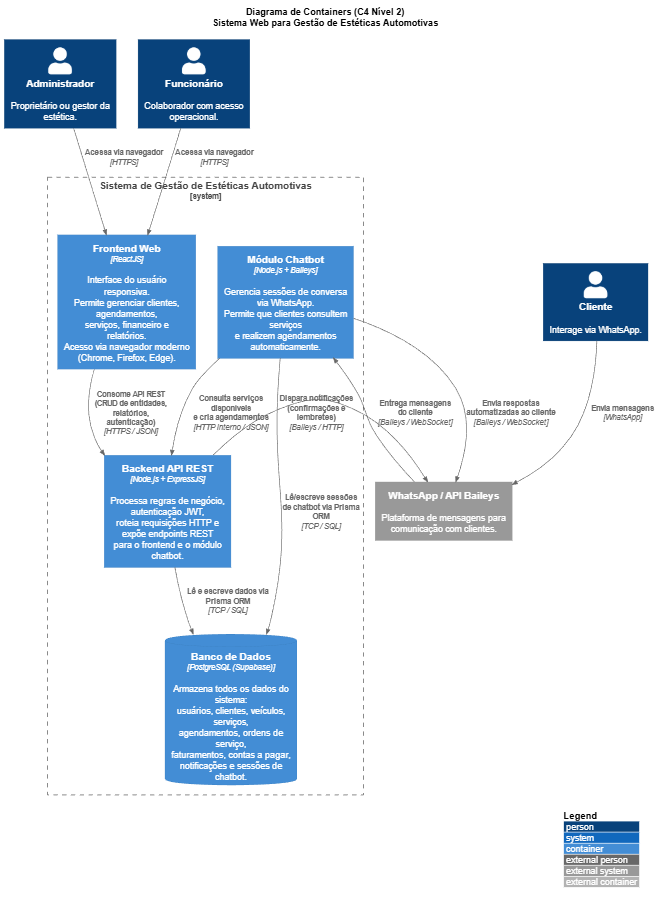 Diagrama de Containers (C4 Nível 2)
Sistema Web para Gestão de Estéticas Automotivas
Administrador
Proprietário ou gestor da
estética.
Funcionário
Colaborador com acesso
operacional.
Acessa via navegador
[HTTPS]
Acessa via navegador
[HTTPS]
Sistema de Gestão de Estéticas Automotivas
[system]
Frontend Web
[ReactJS]
Interface do usuário
responsiva.
Permite gerenciar clientes,
agendamentos,
serviços, financeiro e
relatórios.
Acesso via navegador moderno
(Chrome, Firefox, Edge).
Módulo Chatbot
[Node.js + Baileys]
Gerencia sessões de conversa
via WhatsApp.
Permite que clientes consultem
serviços
e realizem agendamentos
automaticamente.
Cliente
Interage via WhatsApp.
Consome API REST
(CRUD de entidades,
relatórios,
autenticação)
[HTTPS / JSON]
Consulta serviços
disponíveis
e cria agendamentos
[HTTP interno / JSON]
Dispara notificações
(confirmações e
lembretes)
[Baileys / HTTP]
Entrega mensagens
do cliente
[Baileys / WebSocket]
Envia respostas
automatizadas ao cliente
[Baileys / WebSocket]
Envia mensagens
[WhatsApp]
Backend API REST
[Node.js + ExpressJS]
Processa regras de negócio,
autenticação JWT,
roteia requisições HTTP e
expõe endpoints REST
para o frontend e o módulo
chatbot.
Lê/escreve sessões
de chatbot via Prisma
ORM
[TCP / SQL]
WhatsApp / API Baileys
Plataforma de mensagens para
comunicação com clientes.
Lê e escreve dados via
Prisma ORM
[TCP / SQL]
Banco de Dados
[PostgreSQL (Supabase)]
Armazena todos os dados do
sistema:
usuários, clientes, veículos,
serviços,
agendamentos, ordens de
serviço,
faturamentos, contas a pagar,
notificações e sessões de
chatbot.
Legend
person
system
container
external person
external system
external container